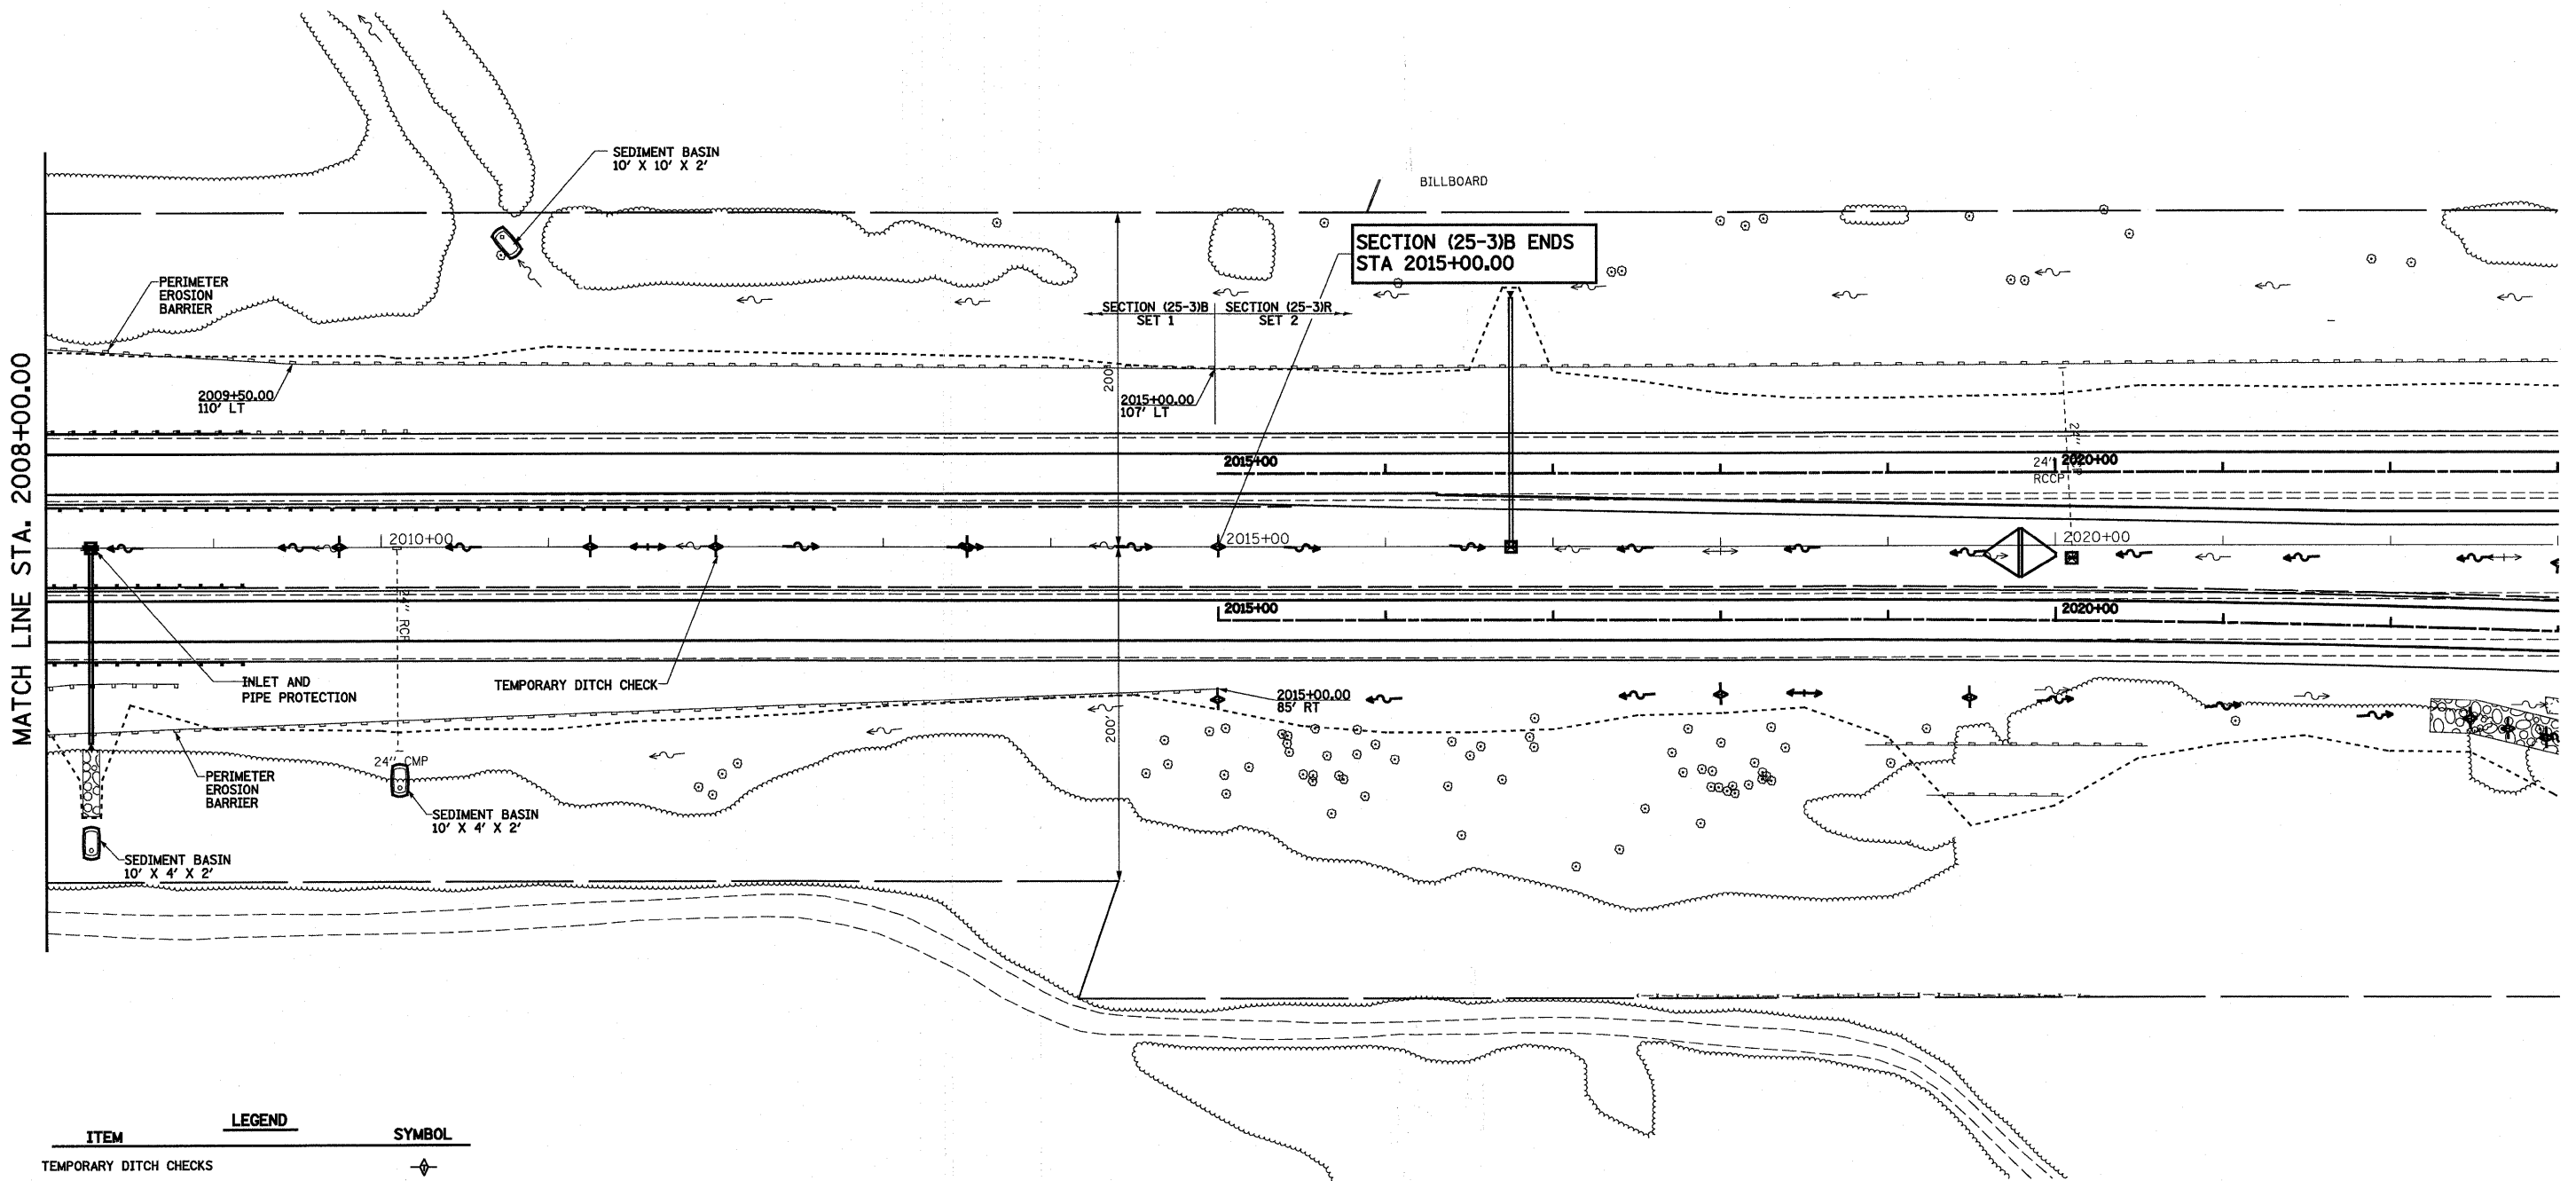 MATCH LINE STA. 2008+00.00
SEDIMENT BASIN
10' X 10' X 2'
BILLBOARD
SECTION (25-3)B ENDS
STA 2015+00.00
PERIMETER
EROSION
BARRIER
SECTION (25-3)B
SET 1
SECTION (25-3)R
SET 2
200'
2009+50.00
110' LT
2015+00.00
107' LT
2015+00
24"
RCCP
2020+00
2010+00
2015+00
2020+00
24" RCP
2015+00
2020+00
INLET AND
PIPE PROTECTION
TEMPORARY DITCH CHECK
2015+00.00
85' RT
200'
24" CMP
PERIMETER
EROSION
BARRIER
SEDIMENT BASIN
10' X 4' X 2'
SEDIMENT BASIN
10' X 4' X 2'
LEGEND
ITEM
SYMBOL
TEMPORARY DITCH CHECKS